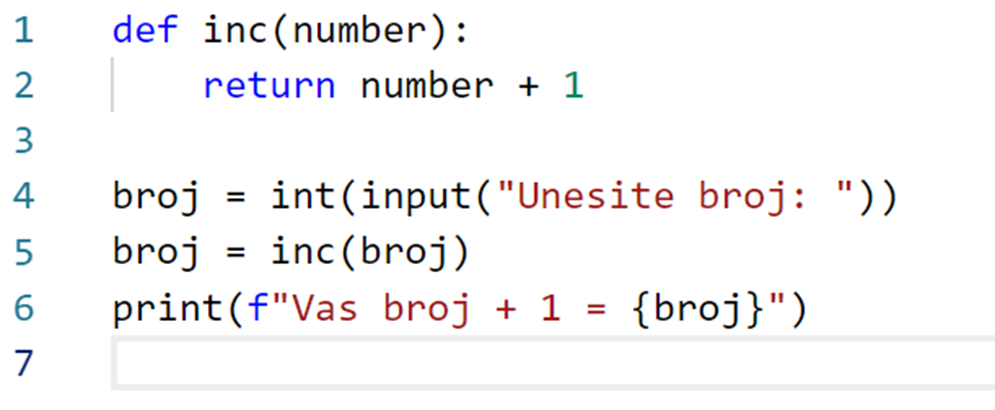 1 def inc(number):
2     return number + 1
3
4 broj = int(input("Unesite broj: "))
5 broj = inc(broj)
6 print(f"Vas broj + 1 = {broj}")
7